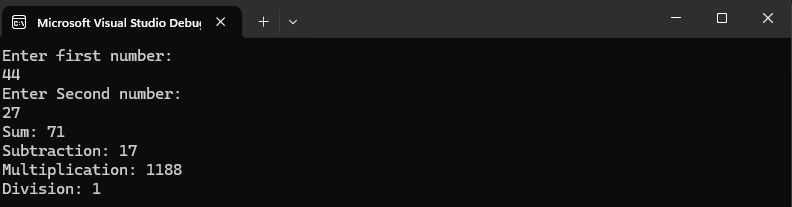 Microsoft Visual Studio Debug
Enter first number:
44
Enter Second number:
27
Sum: 71
Subtraction: 17
Multiplication: 1188
Division: 1